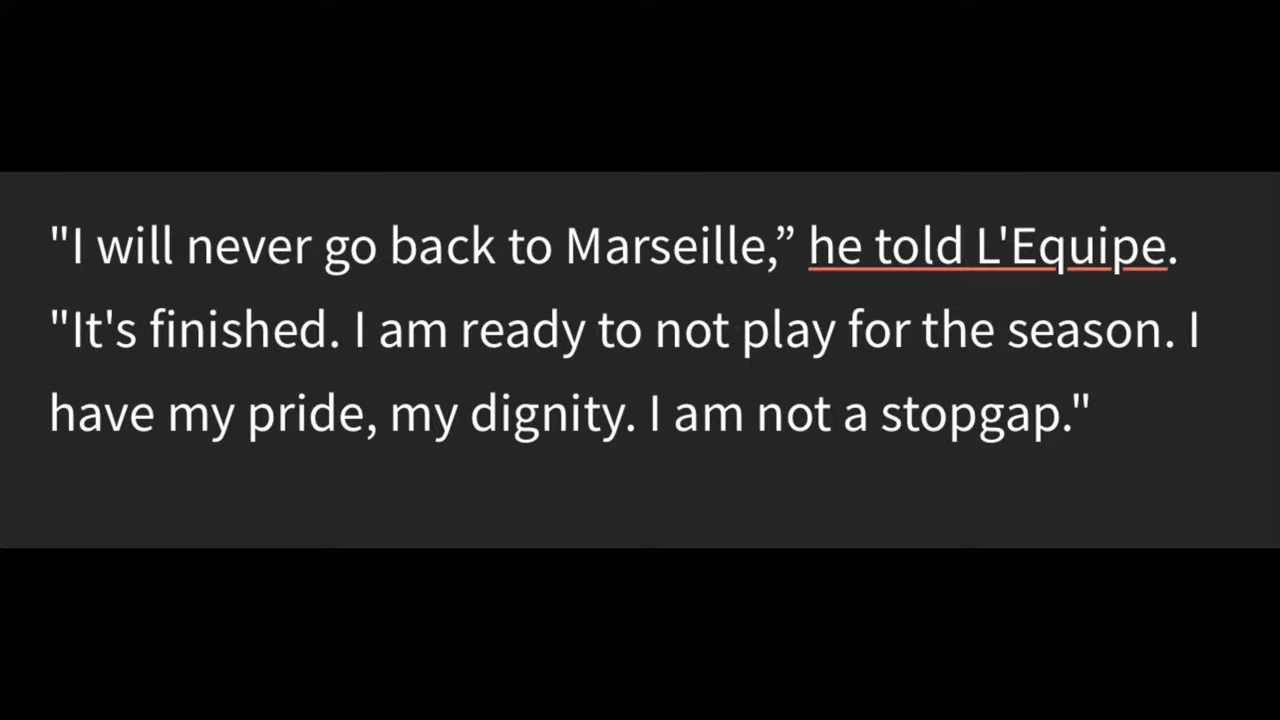 "I will never go back to Marseille,” he told L'Equipe.
"It's finished. I am ready to not play for the season. I
have my pride, my dignity. I am not a stopgap."